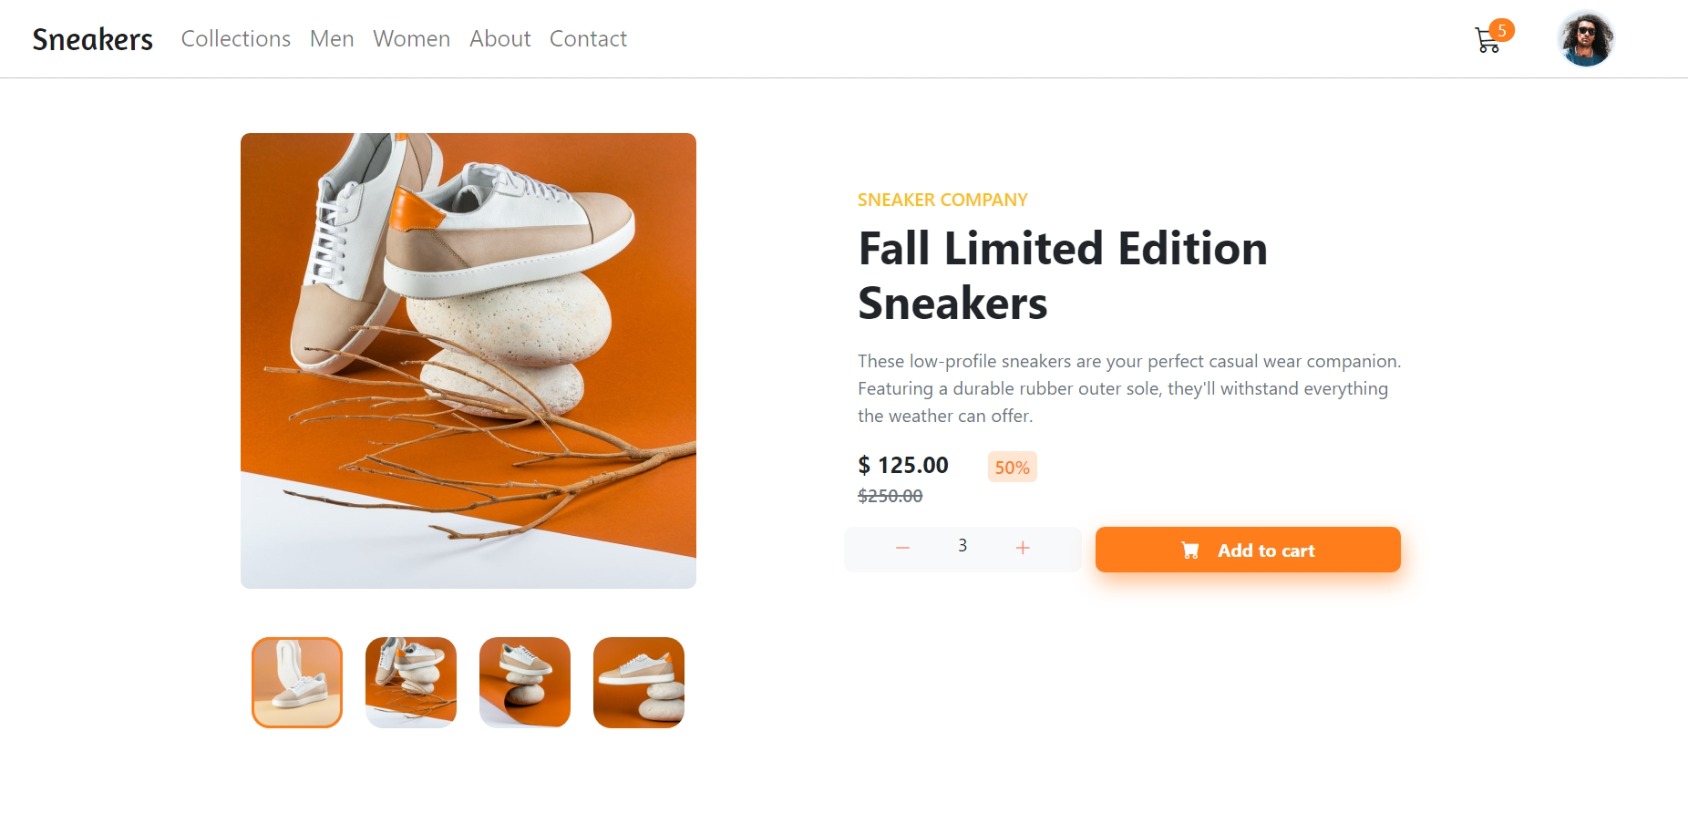 Sneakers Collections Men Women About Contact 5
SNEAKER COMPANY
Fall Limited Edition
Sneakers
These low-profile sneakers are your perfect casual wear companion.
Featuring a durable rubber outer sole, they'll withstand everything
the weather can offer.
$ 125.00 50%
$250.00
− 3 + Add to cart